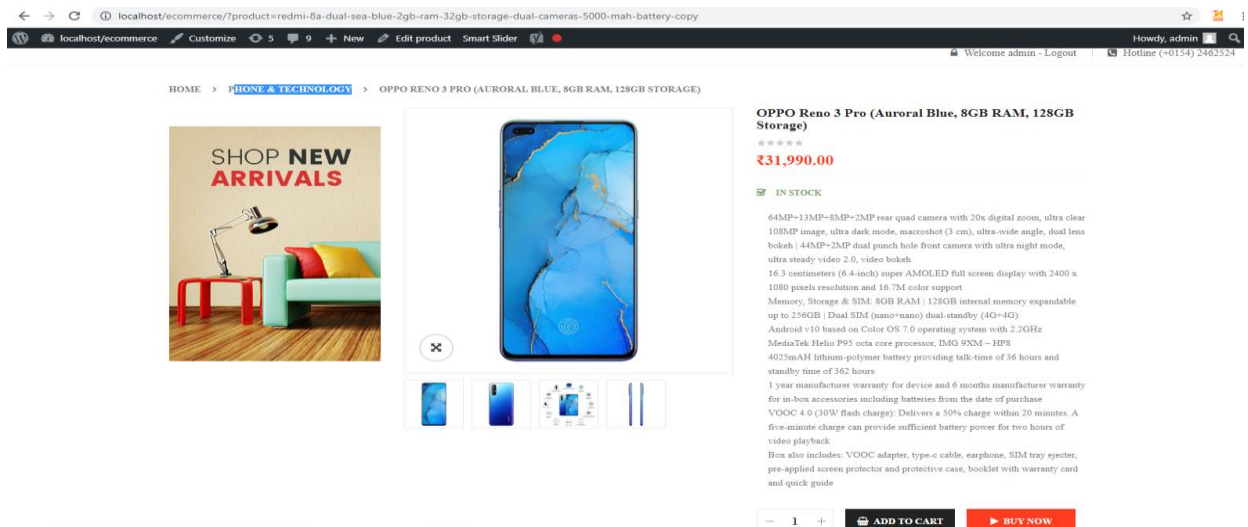 localhost/ecommerce/?product=redmi-8a-dual-sea-blue-2gb-ram-32gb-storage-dual-cameras-5000-mah-battery-copy
localhost/ecommerce Customize 5 9 + New Edit product Smart Slider Howdy, admin
Welcome admin - Logout | Hotline (+0154) 2462524
HOME > PHONE & TECHNOLOGY > OPPO RENO 3 PRO (AURORAL BLUE, 8GB RAM, 128GB STORAGE)
SHOP NEW
ARRIVALS
OPPO Reno 3 Pro (Auroral Blue, 8GB RAM, 128GB
Storage)
₹31,990.00
IN STOCK
64MP+13MP+8MP+2MP rear quad camera with 20x digital zoom, ultra clear
108MP image, ultra dark mode, macroshot (3 cm), ultra-wide angle, dual lens
bokeh | 44MP+2MP dual punch hole front camera with ultra night mode,
ultra steady video 2.0, video bokeh
16.3 centimeters (6.4-inch) super AMOLED full screen display with 2400 x
1080 pixels resolution and 16.7M color support
Memory, Storage & SIM: 8GB RAM | 128GB internal memory expandable
up to 256GB | Dual SIM (nano+nano) dual-standby (4G+4G)
Android v10 based on Color OS 7.0 operating system with 2.2GHz
MediaTek Helio P95 octa core processor, IMG 9XM – HP8
4025mAH lithium-polymer battery providing talk-time of 36 hours and
standby time of 362 hours
1 year manufacturer warranty for device and 6 months manufacturer warranty
for in-box accessories including batteries from the date of purchase
VOOC 4.0 (30W flash charge): Delivers a 50% charge within 20 minutes. A
five-minute charge can provide sufficient battery power for two hours of
video playback
Box also includes: VOOC adapter, type-c cable, earphone, SIM tray ejecter,
pre-applied screen protector and protective case, booklet with warranty card
and quick guide
− 1 + ADD TO CART BUY NOW